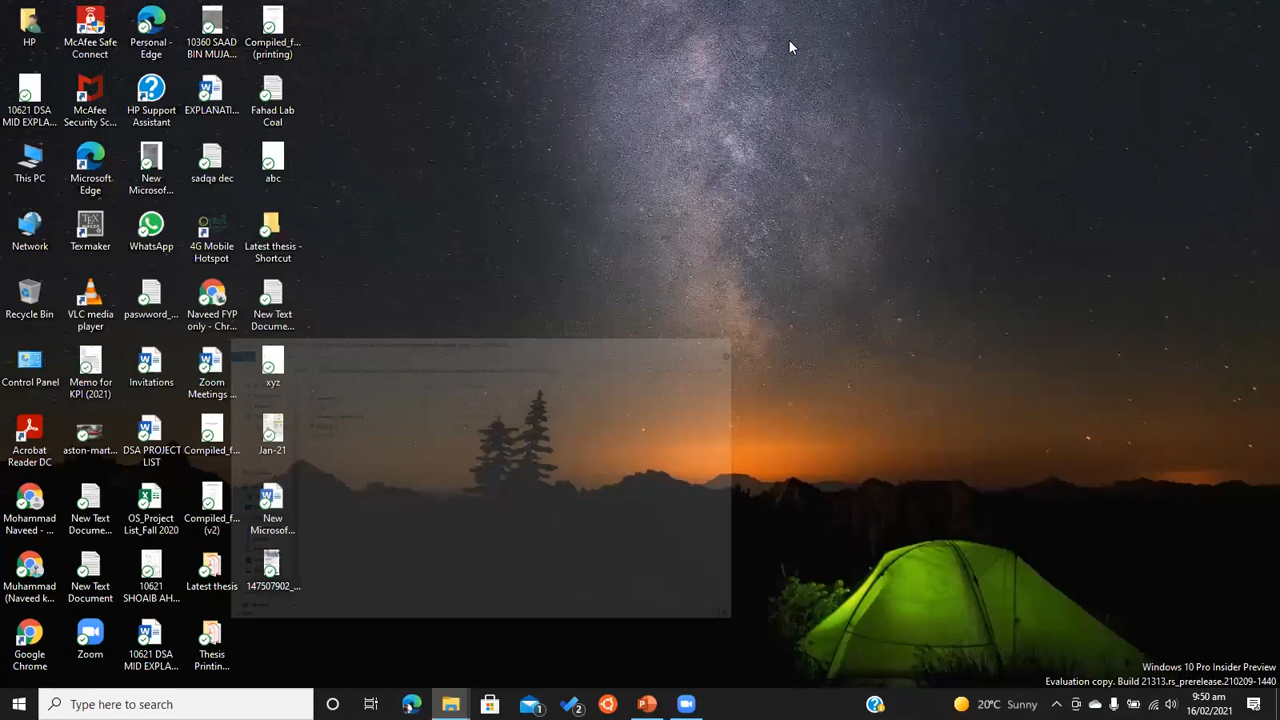 HP
McAfee Safe
Connect
Personal -
Edge
10360 SAAD
BIN MUJA...
Compiled_f...
(printing)
10621 DSA
MID EXPLA...
McAfee
Security Sc...
HP Support
Assistant
EXPLANATI...
Fahad Lab
Coal
This PC
Microsoft
Edge
New
Microsof...
sadqa dec
abc
Network
Texmaker
WhatsApp
4G Mobile
Hotspot
Latest thesis -
Shortcut
Recycle Bin
VLC media
player
paswword_...
Naveed FYP
only - Chr...
New Text
Docume...
Control Panel
Memo for
KPI (2021)
Invitations
Zoom
Meetings ...
xyz
Acrobat
Reader DC
aston-mart...
DSA PROJECT
LIST
Compiled_f...
Jan-21
Mohammad
Naveed - ...
New Text
Docume...
OS_Project
List_Fall 2020
Compiled_f...
(v2)
New
Microsof...
Muhammad
(Naveed k...
New Text
Document
10621
SHOAIB AH...
Latest thesis
147507902_...
Google
Chrome
Zoom
10621 DSA
MID EXPLA...
Thesis
Printin...
Windows 10 Pro Insider Preview
Evaluation copy. Build 21313.rs_prerelease.210209-1440
Type here to search
1
2
20°C Sunny
9:50 am
18/02/2021